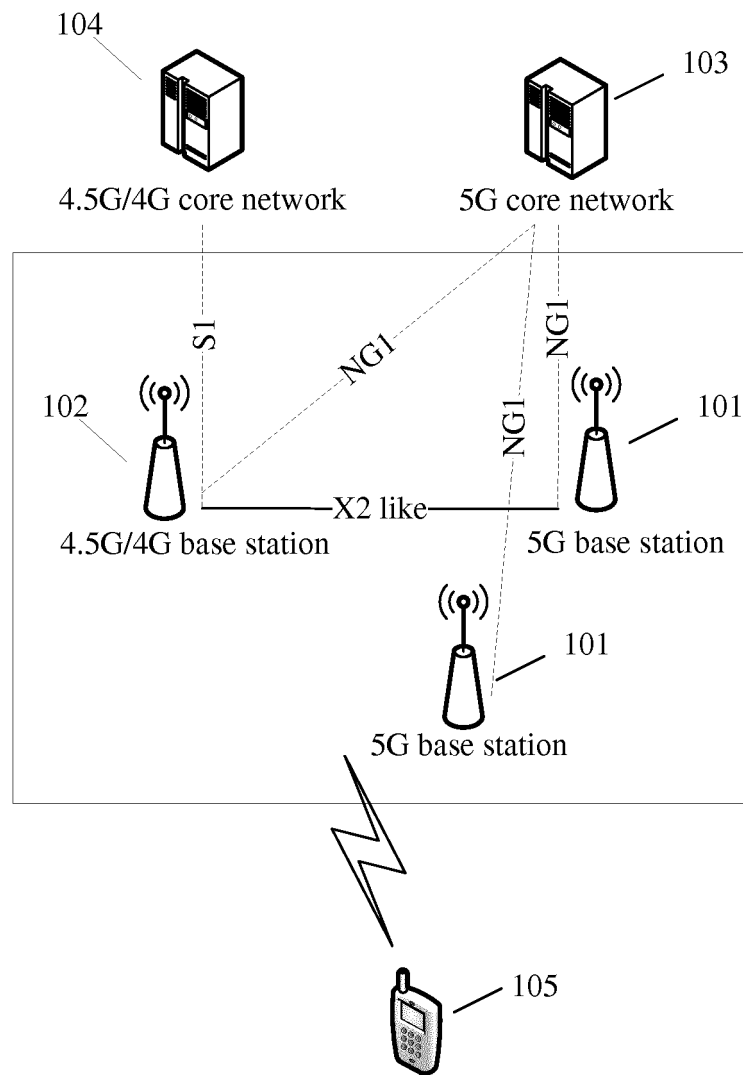 104
103
4.5G/4G core network
5G core network
S1
NG1
NG1
NG1
102
101
X2 like
4.5G/4G base station
5G base station
101
5G base station
105